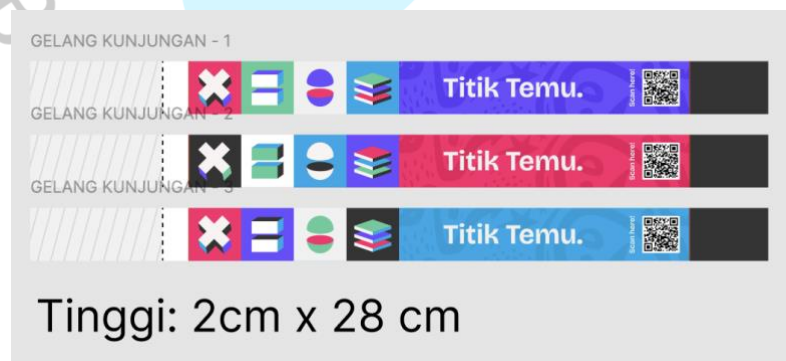 GELANG KUNJUNGAN - 1
Titik Temu.
Scan here!
GELANG KUNJUNGAN - 2
Titik Temu.
Scan here!
GELANG KUNJUNGAN - 3
Titik Temu.
Scan here!
Tinggi: 2cm x 28 cm